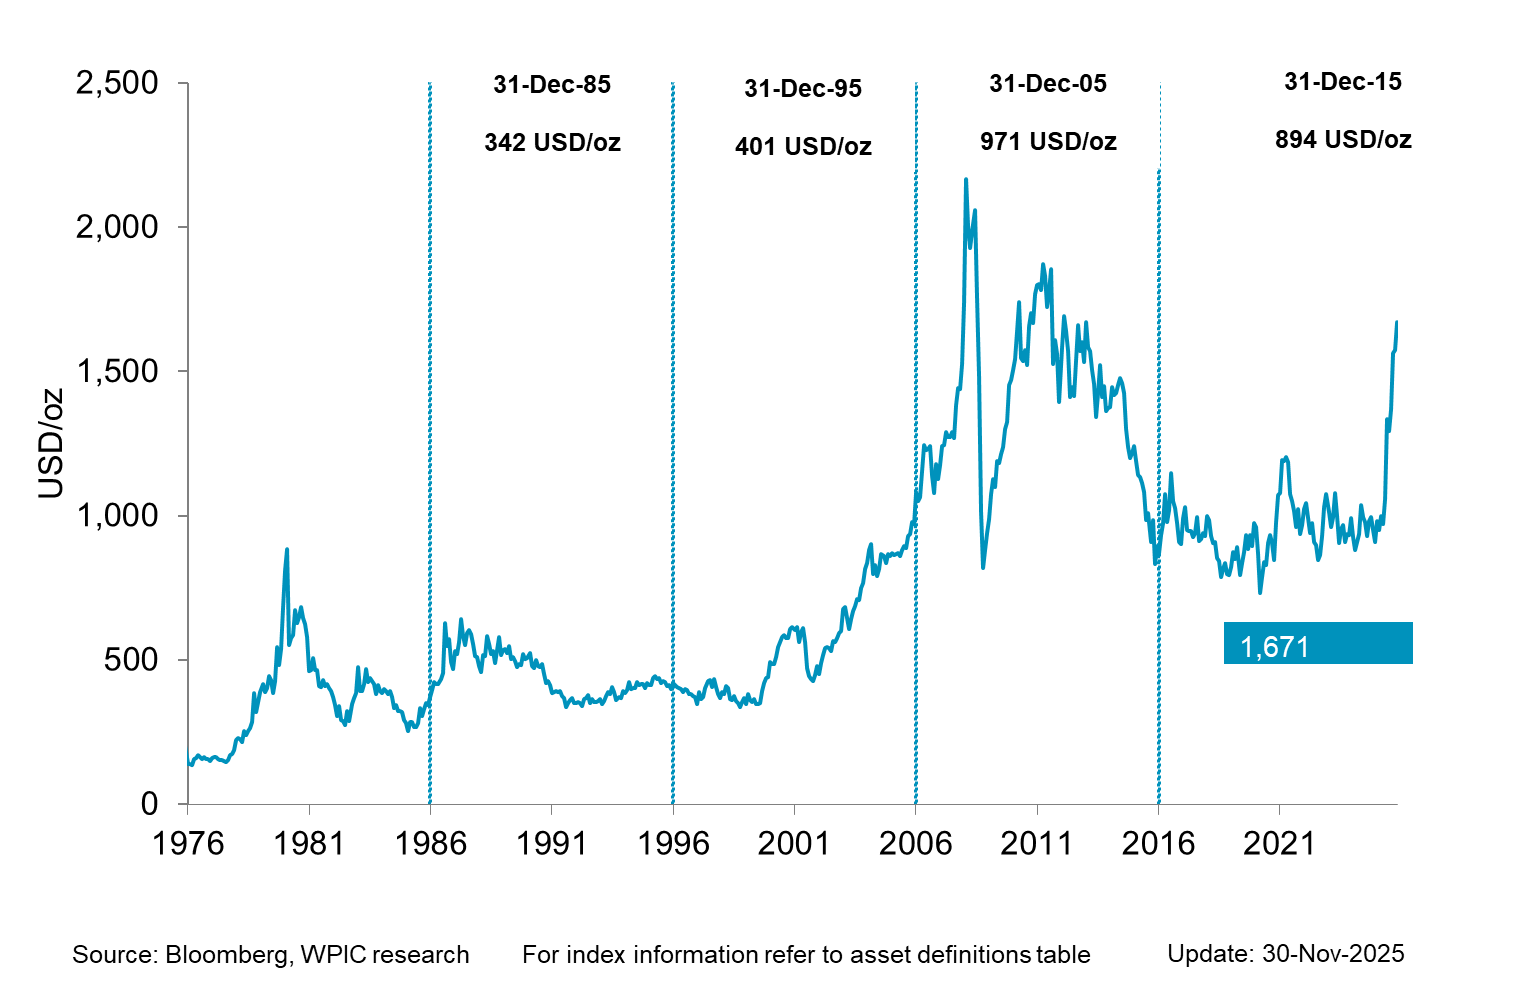 31-Dec-85
31-Dec-95
31-Dec-05
31-Dec-15
342 USD/oz
401 USD/oz
971 USD/oz
894 USD/oz
USD/oz
2,500
2,000
1,500
1,000
500
0
1,671
1976
1981
1986
1991
1996
2001
2006
2011
2016
2021
Source: Bloomberg, WPIC research
For index information refer to asset definitions table
Update: 30-Nov-2025